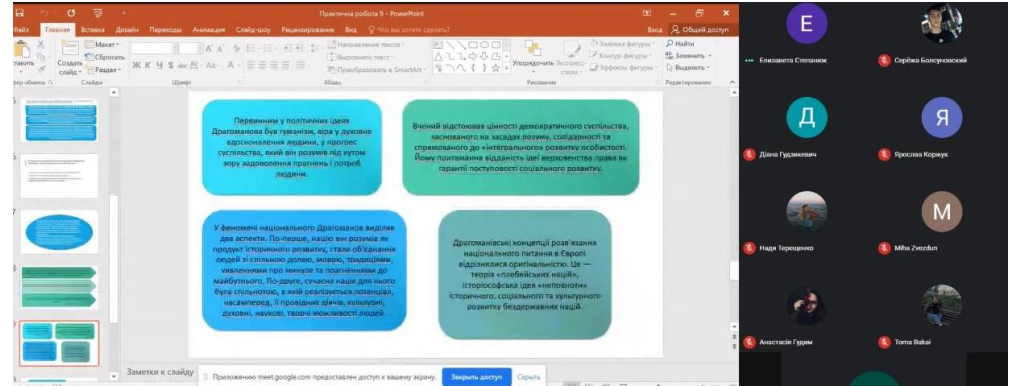 Практична робота 9 - PowerPoint
Файл Главная Вставка Дизайн Переходы Анимация Слайд-шоу Рецензирование Вид Что вы хотите сделать?
Вход Общий доступ
Создать слайд
Макет
Сбросить
Раздел
Ж К Ч S
Направление текста
Выровнять текст
Преобразовать в SmartArt
Упорядочить
Экспресс-стили
Заливка фигуры
Контур фигуры
Эффекты фигуры
Найти
Заменить
Выделить
Слайды
Шрифт
Абзац
Рисование
Редактирование
Первинним у політичних ідеях
Драгоманова був гуманізм, віра у духовне
вдосконалення людини, у прогрес
суспільства, який він розумів під кутом
зору задоволення прагнень і потреб
людини.
Вчений відстоював цінності демократичного суспільства,
заснованого на засадах розуму, солідарності та
спрямованого до «інтегрального» розвитку особистості.
Йому притаманна відданість ідеї верховенства права як
гарантії поступовості соціального розвитку.
У феномені національного Драгоманов виділяє
два аспекти. По-перше, націю він розумів як
продукт історичного розвитку, стале об'єднання
людей зі спільною долею, мовою, традиціями,
уявленнями про минуле та прагненнями до
майбутнього. По-друге, сучасна нація для нього
була спільнотою, в якій реалізується потенціал,
насамперед, її провідних діячів, культурні,
духовні, наукові, творчі можливості людей.
Драгоманівські концепції розв'язання
національного питання в Європі
відрізнялися оригінальністю. Це —
теорія «плебейських націй»,
історіософська ідея «неповноти»
історичного, соціального та культурного
розвитку бездержавних націй.
Заметки к слайду
Приложению meet.google.com предоставлен доступ к вашему экрану.
Закрыть доступ
Скрыть
Е
Елизавета Степанюк
Серёжа Болсуновский
Д
Діана Гудзикевич
Я
Ярослав Коржук
Надя Терещенко
М
Miha Zvezdun
Анастасія Гудим
Toma Bakai